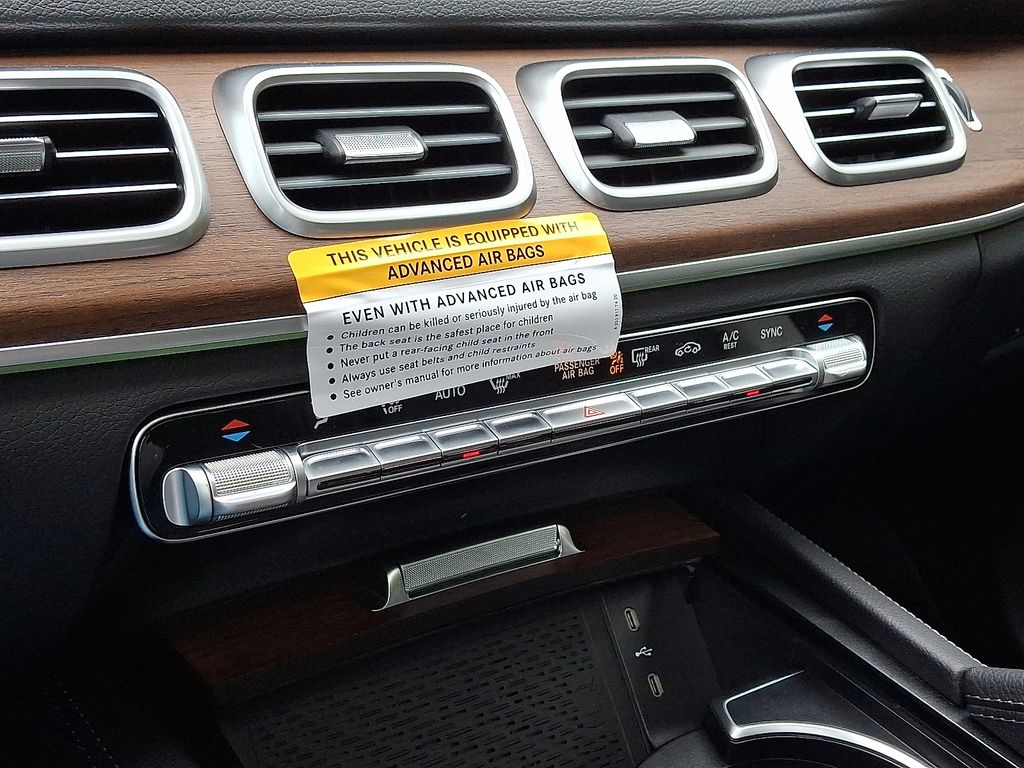 THIS VEHICLE IS EQUIPPED WITH
ADVANCED AIR BAGS
EVEN WITH ADVANCED AIR BAGS
• Children can be killed or seriously injured by the air bag
• The back seat is the safest place for children
• Never put a rear-facing child seat in the front
• Always use seat belts and child restraints
• See owner's manual for more information about air bags
OFF
AUTO
MAX
PASSENGER
AIR BAG
OFF
REAR
A/C
REST
SYNC